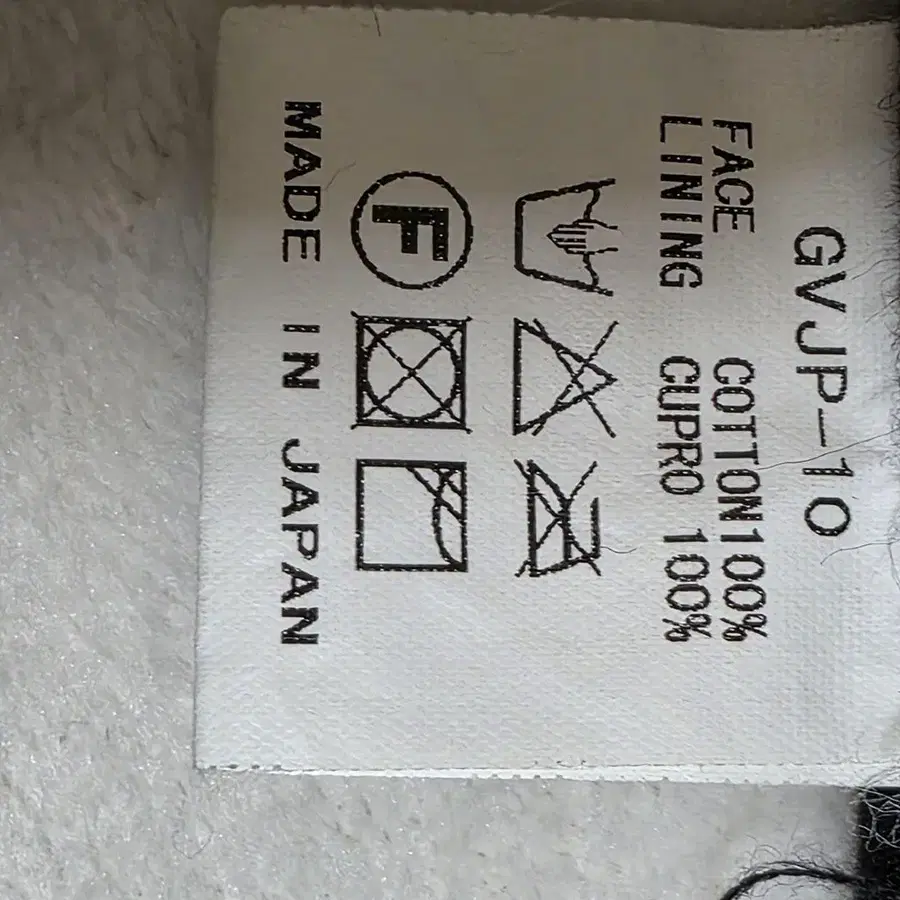 GVJP-10
FACE COTTON100%
LINING CUPRO 100%
F
MADE IN JAPAN